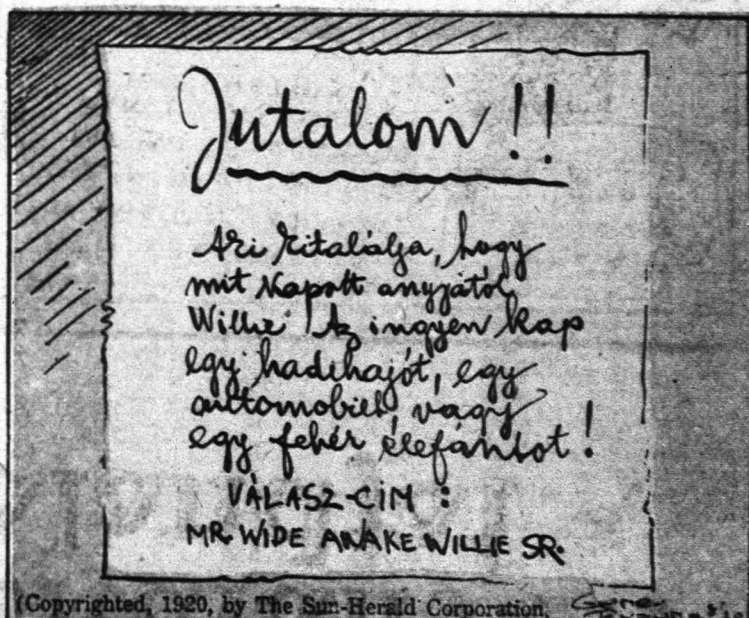 Jutalom!!
Aki kitalálja, hogy
mit kapott anyjától
Willie Az ingyen kap
egy hadihajót, egy
automobilt, vagy
egy fehér elefántot!
VÁLASZ-CIM:
MR. WIDE AWAKE WILLIE SR.
(Copyrighted, 1920, by The Sun-Herald Corporation.